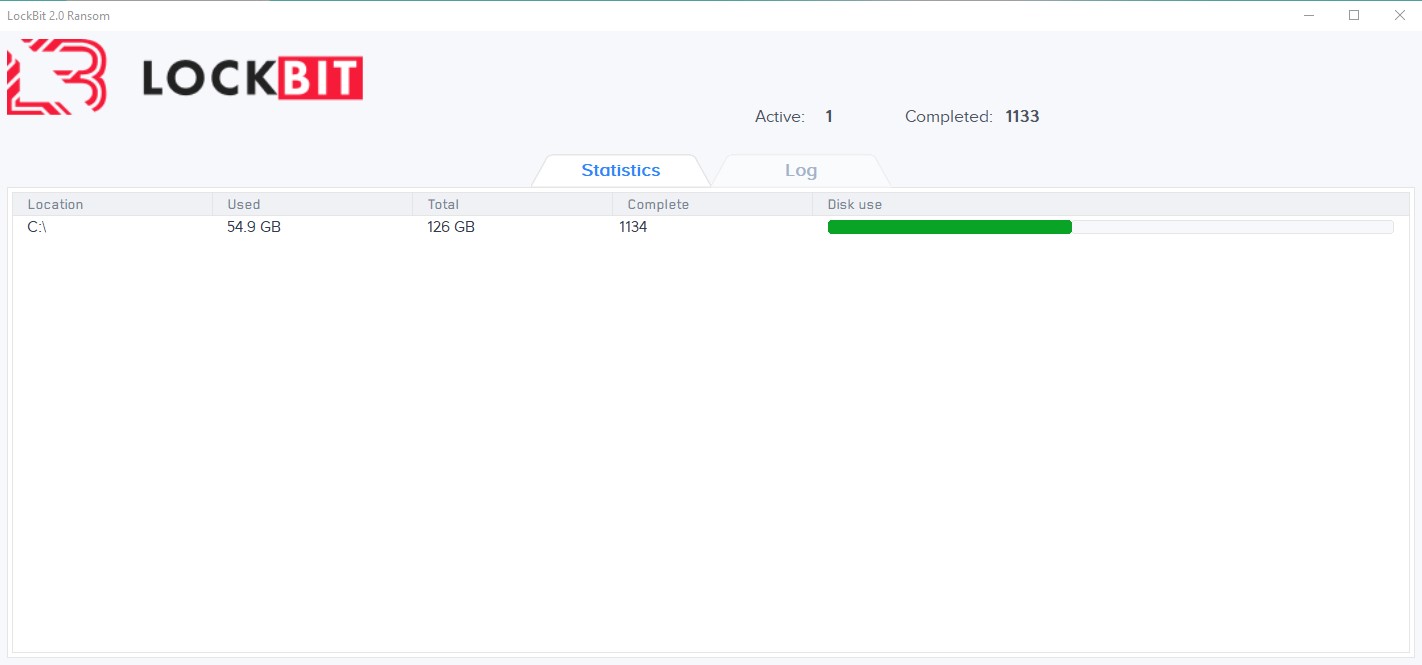 LockBit 2.0 Ransom
LOCKBIT
Active: 1 Completed: 1133
Statistics Log
Location Used Total Complete Disk use
C:\ 54.9 GB 126 GB 1134